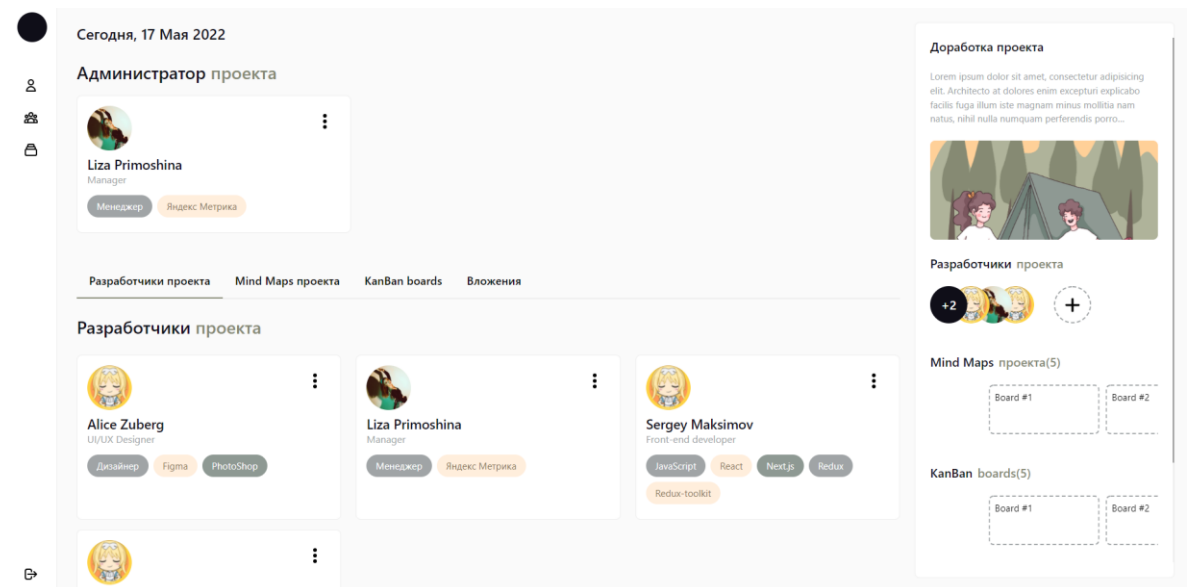 Сегодня, 17 Мая 2022
Администратор проекта
Liza Primoshina
Manager
Менеджер
Яндекс Метрика
Разработчики проекта
Mind Maps проекта
KanBan boards
Вложения
Разработчики проекта
Alice Zuberg
UI/UX Designer
Дизайнер
Figma
PhotoShop
Liza Primoshina
Manager
Менеджер
Яндекс Метрика
Sergey Maksimov
Front-end developer
JavaScript
React
Next.js
Redux
Redux-toolkit
Доработка проекта
Lorem ipsum dolor sit amet, consectetur adipisicing
elit. Architecto at dolores enim excepturi explicabo
facilis fuga illum iste magnam minus mollitia nam
natus, nihil nulla numquam perferendis porro...
Разработчики проекта
+2
Mind Maps проекта(5)
Board #1
Board #2
KanBan boards(5)
Board #1
Board #2